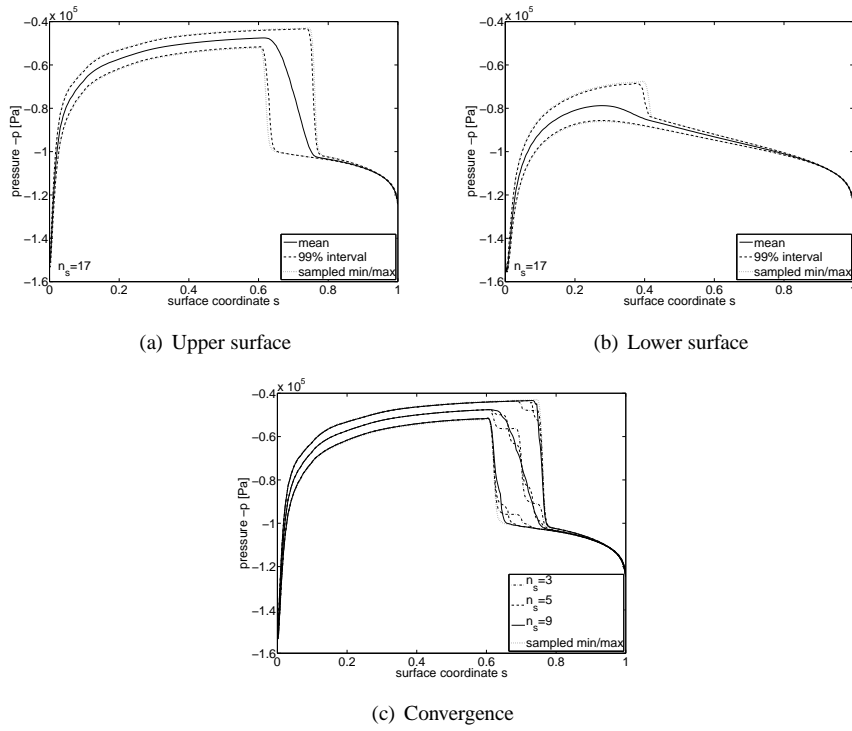 x 10^5
−0.4
−0.6
−0.8
−1
−1.2
−1.4
−1.6
pressure −p [Pa]
n_s=17
mean
99% interval
sampled min/max
0 0.2 0.4 0.6 0.8 1
surface coordinate s
(a) Upper surface
x 10^5
−0.4
−0.6
−0.8
−1
−1.2
−1.4
−1.6
pressure −p [Pa]
n_s=17
mean
99% interval
sampled min/max
0 0.2 0.4 0.6 0.8 1
surface coordinate s
(b) Lower surface
x 10^5
−0.4
−0.6
−0.8
−1
−1.2
−1.4
−1.6
pressure −p [Pa]
n_s=3
n_s=5
n_s=9
sampled min/max
0 0.2 0.4 0.6 0.8 1
surface coordinate s
(c) Convergence